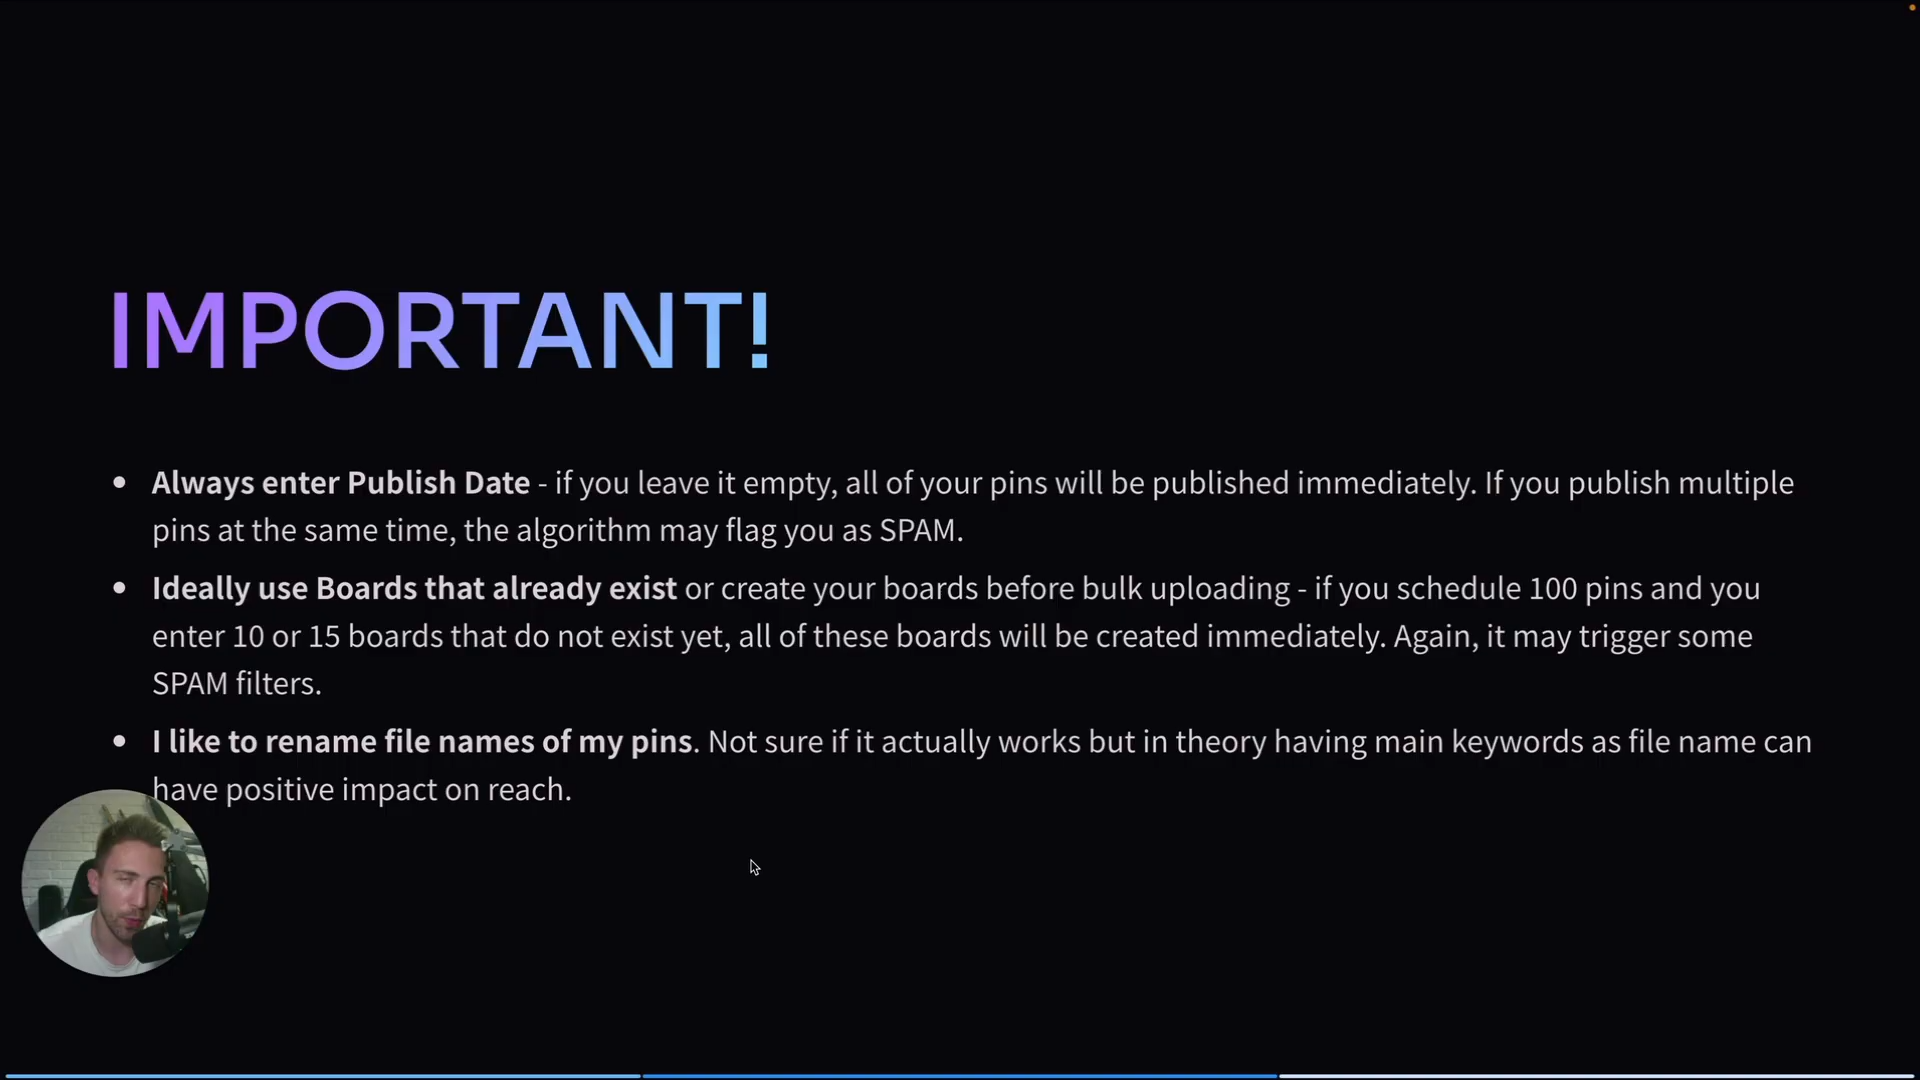 IMPORTANT!
• Always enter Publish Date - if you leave it empty, all of your pins will be published immediately. If you publish multiple
pins at the same time, the algorithm may flag you as SPAM.
• Ideally use Boards that already exist or create your boards before bulk uploading - if you schedule 100 pins and you
enter 10 or 15 boards that do not exist yet, all of these boards will be created immediately. Again, it may trigger some
SPAM filters.
• I like to rename file names of my pins. Not sure if it actually works but in theory having main keywords as file name can
have positive impact on reach.